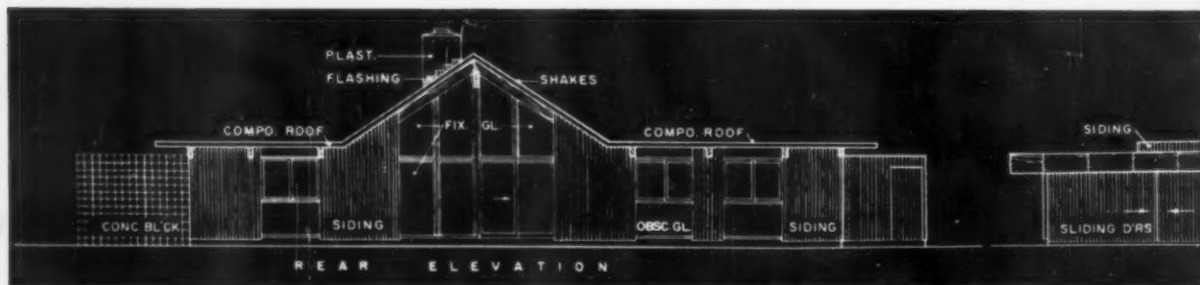 PLAST.
FLASHING
SHAKES
COMPO. ROOF
FIX. GL.
COMPO. ROOF
SIDING
CONC. BL'CK.
SIDING
OBSC. GL.
SIDING
SLIDING D'RS
REAR ELEVATION